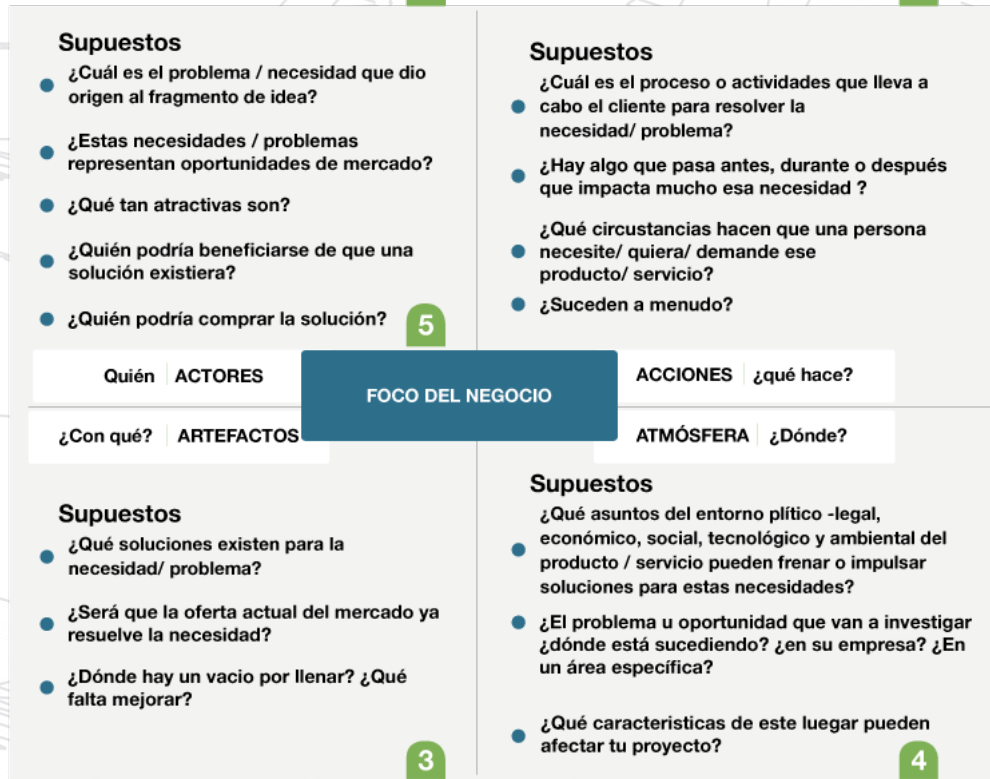 Supuestos
¿Cuál es el problema / necesidad que dio
origen al fragmento de idea?
¿Estas necesidades / problemas
representan oportunidades de mercado?
¿Qué tan atractivas son?
¿Quién podría beneficiarse de que una
solución existiera?
¿Quién podría comprar la solución?
5
Supuestos
¿Cuál es el proceso o actividades que lleva a
cabo el cliente para resolver la
necesidad/ problema?
¿Hay algo que pasa antes, durante o después
que impacta mucho esa necesidad ?
¿Qué circustancias hacen que una persona
necesite/ quiera/ demande ese
producto/ servicio?
¿Suceden a menudo?
Quién ACTORES
FOCO DEL NEGOCIO
ACCIONES ¿qué hace?
¿Con qué? ARTEFACTOS
ATMÓSFERA ¿Dónde?
Supuestos
¿Qué soluciones existen para la
necesidad/ problema?
¿Será que la oferta actual del mercado ya
resuelve la necesidad?
¿Dónde hay un vacio por llenar? ¿Qué
falta mejorar?
3
Supuestos
¿Qué asuntos del entorno plítico -legal,
económico, social, tecnológico y ambiental del
producto / servicio pueden frenar o impulsar
soluciones para estas necesidades?
¿El problema u oportunidad que van a investigar
¿dónde está sucediendo? ¿en su empresa? ¿En
un área específica?
¿Qué caracteristicas de este luegar pueden
afectar tu proyecto?
4